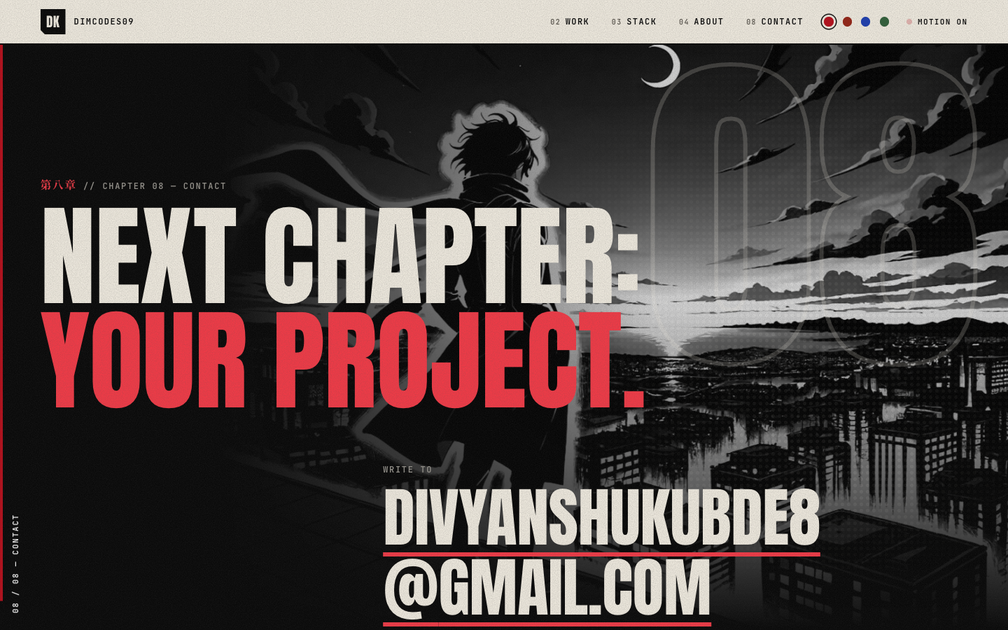 DK DIMCODES09
02 WORK 03 STACK 04 ABOUT 08 CONTACT MOTION ON
08
第八章 // CHAPTER 08 — CONTACT
NEXT CHAPTER:
YOUR PROJECT.
WRITE TO
DIVYANSHUKUBDE8
@GMAIL.COM
08 / 08 — CONTACT